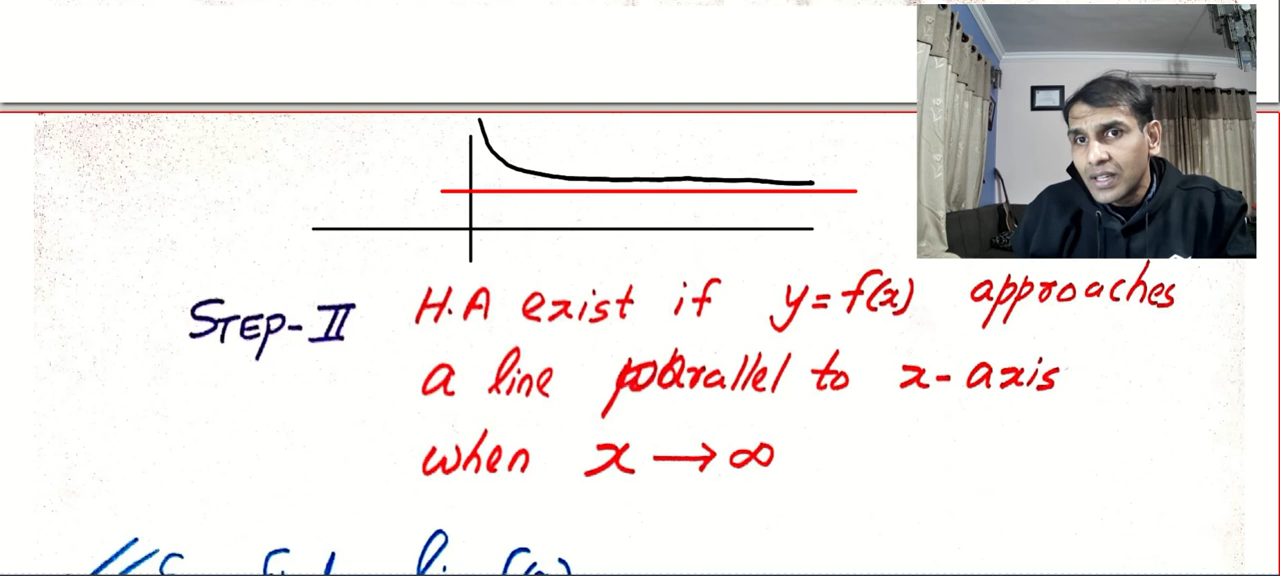 STEP-II H.A exist if y=f(x) approaches
a line parallel to x-axis
when x → ∞